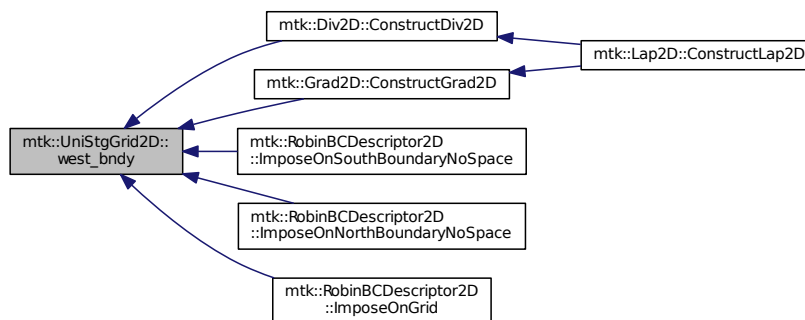 mtk::Div2D::ConstructDiv2D
mtk::Lap2D::ConstructLap2D
mtk::Grad2D::ConstructGrad2D
mtk::UniStgGrid2D::
west_bndy
mtk::RobinBCDescriptor2D
::ImposeOnSouthBoundaryNoSpace
mtk::RobinBCDescriptor2D
::ImposeOnNorthBoundaryNoSpace
mtk::RobinBCDescriptor2D
::ImposeOnGrid